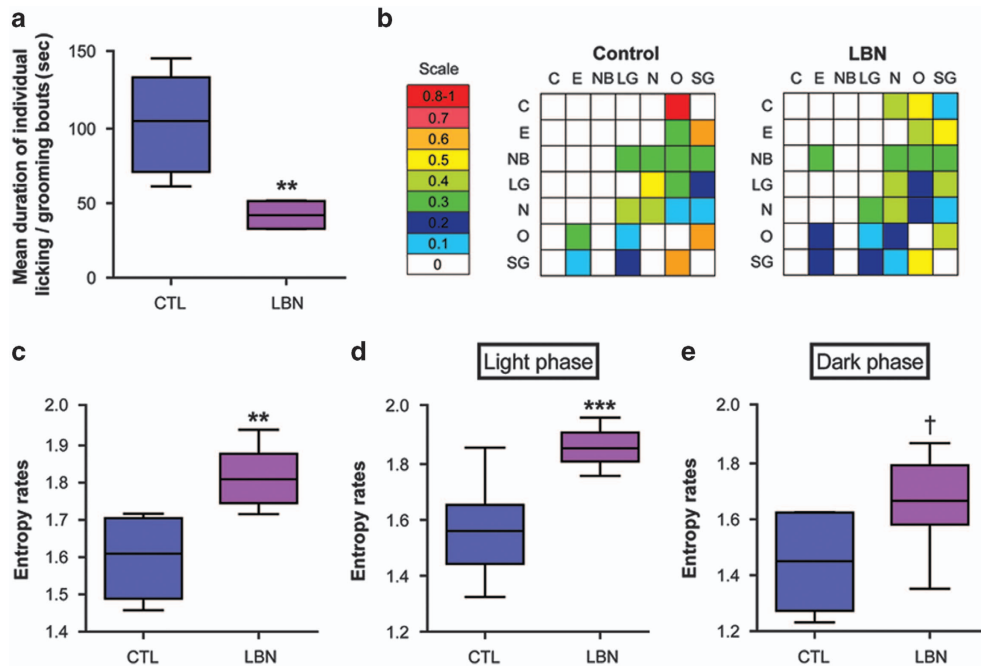 a
Mean duration of individual
licking / grooming bouts (sec)
150
100
50
0
**
CTL
LBN
b
Scale
0.8-1
0.7
0.6
0.5
0.4
0.3
0.2
0.1
0
Control
C E NB LG N O SG
C
E
NB
LG
N
O
SG
LBN
C E NB LG N O SG
C
E
NB
LG
N
O
SG
c
Entropy rates
2.0
1.9
1.8
1.7
1.6
1.5
1.4
**
CTL
LBN
d
Light phase
Entropy rates
2.0
1.8
1.6
1.4
1.2
***
CTL
LBN
e
Dark phase
Entropy rates
2.0
1.8
1.6
1.4
1.2
†
CTL
LBN